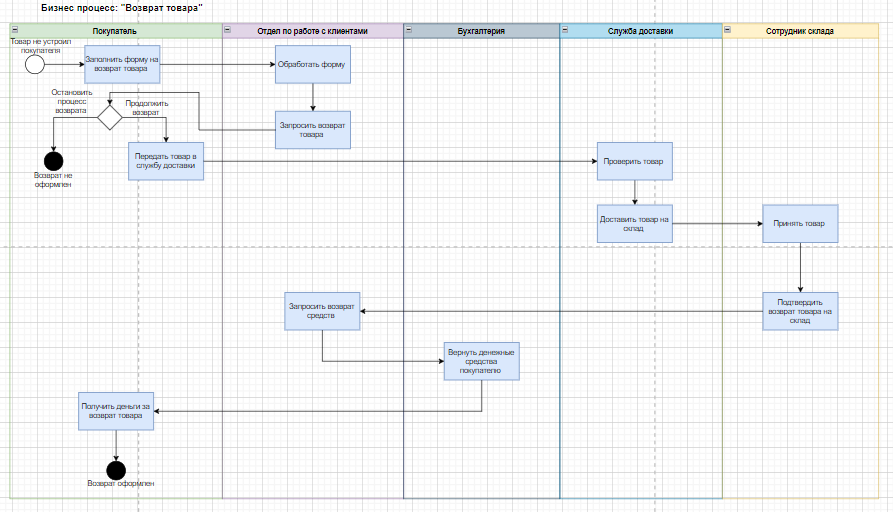 Бизнес процесс: "Возврат товара"
Покупатель
Отдел по работе с клиентами
Бухгалтерия
Служба доставки
Сотрудник склада
Товар не устроил
покупателя
Заполнить форму на
возврат товара
Обработать форму
Остановить
процесс
возврата
Продолжить
возврат
Запросить возврат
товара
Передать товар в
службу доставки
Проверить товар
Возврат не
оформлен
Доставить товар на
склад
Принять товар
Запросить возврат
средств
Подтвердить
возврат товара на
склад
Вернуть денежные
средства
покупателю
Получить деньги за
возврат товара
Возврат оформлен